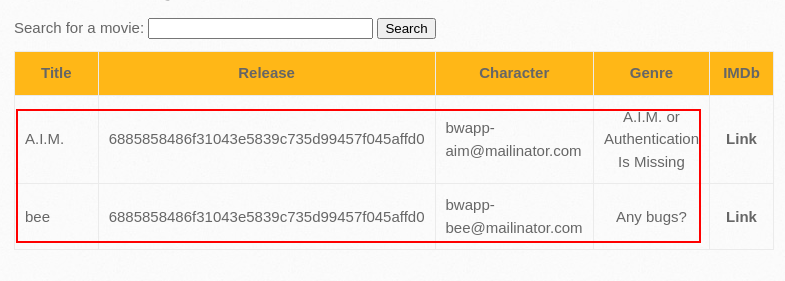 Search for a movie: Search
Title Release Character Genre IMDb
A.I.M. 6885858486f31043e5839c735d99457f045affd0 bwapp-aim@mailinator.com A.I.M. or Authentication Is Missing Link
bee 6885858486f31043e5839c735d99457f045affd0 bwapp-bee@mailinator.com Any bugs? Link